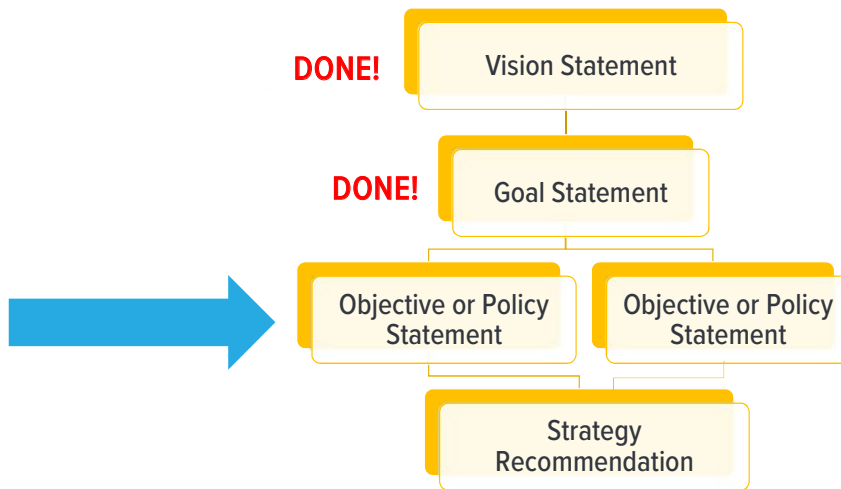 DONE!
Vision Statement
DONE!
Goal Statement
Objective or Policy
Statement
Objective or Policy
Statement
Strategy
Recommendation